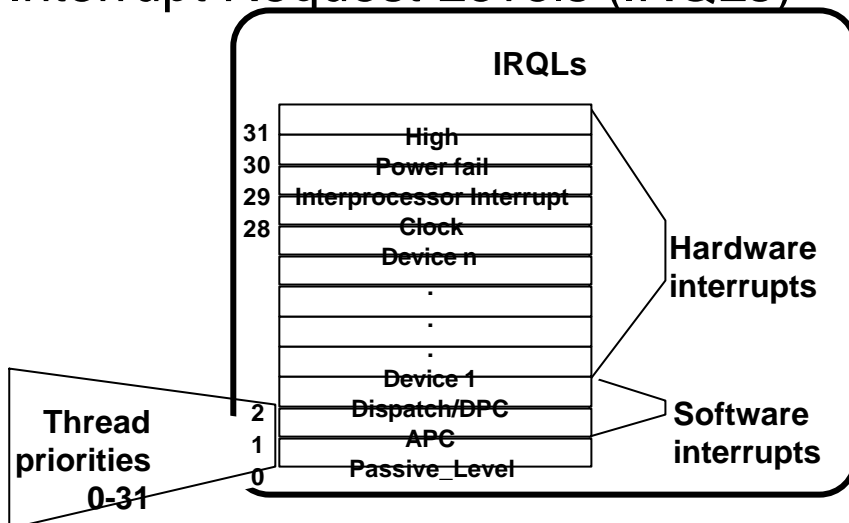 Interrupt Request Levels (IRQLs)
IRQLs
31 High
30 Power fail
29 Interprocessor Interrupt
28 Clock
Device n
.
.
.
Device 1
2 Dispatch/DPC
1 APC
0 Passive_Level
Hardware
interrupts
Software
interrupts
Thread
priorities
0-31